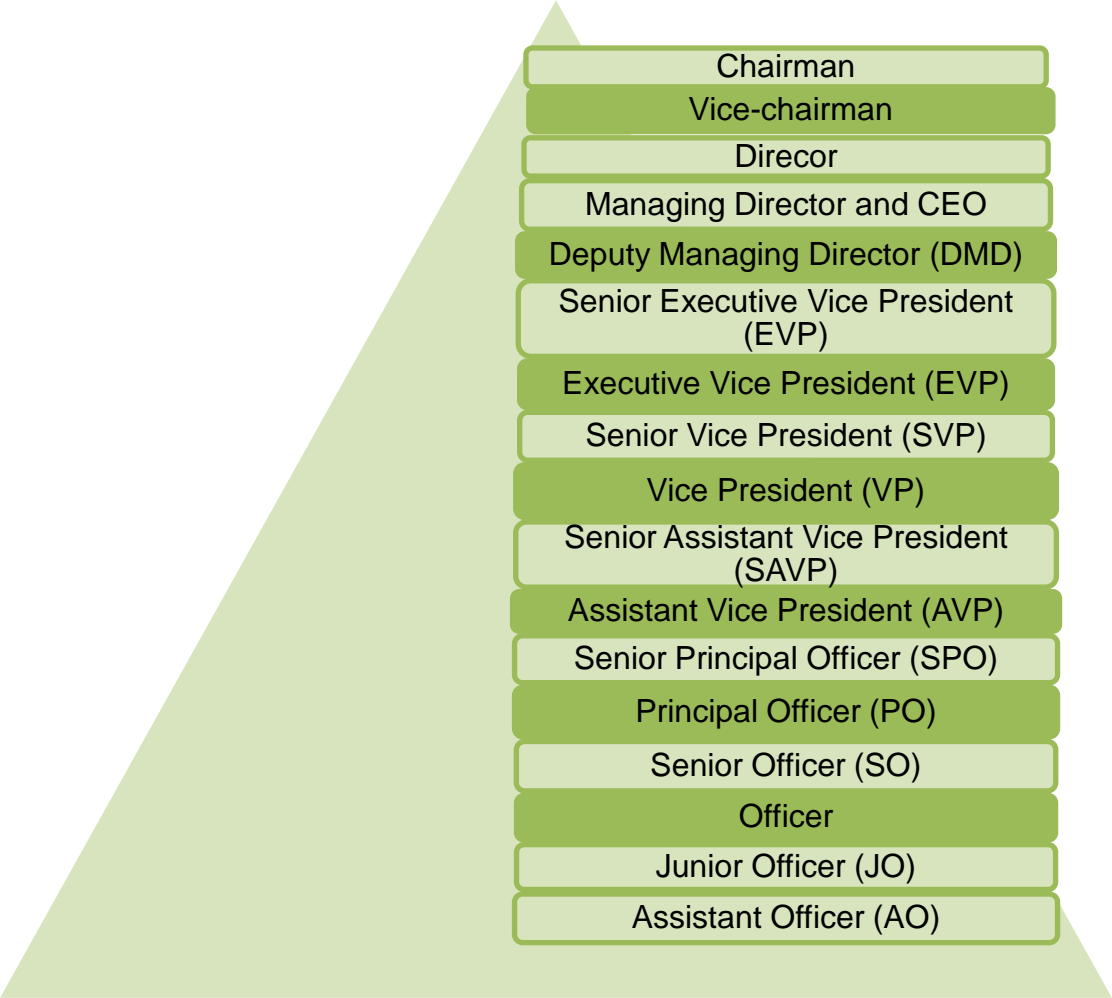 Chairman
Vice-chairman
Direcor
Managing Director and CEO
Deputy Managing Director (DMD)
Senior Executive Vice President
(EVP)
Executive Vice President (EVP)
Senior Vice President (SVP)
Vice President (VP)
Senior Assistant Vice President
(SAVP)
Assistant Vice President (AVP)
Senior Principal Officer (SPO)
Principal Officer (PO)
Senior Officer (SO)
Officer
Junior Officer (JO)
Assistant Officer (AO)